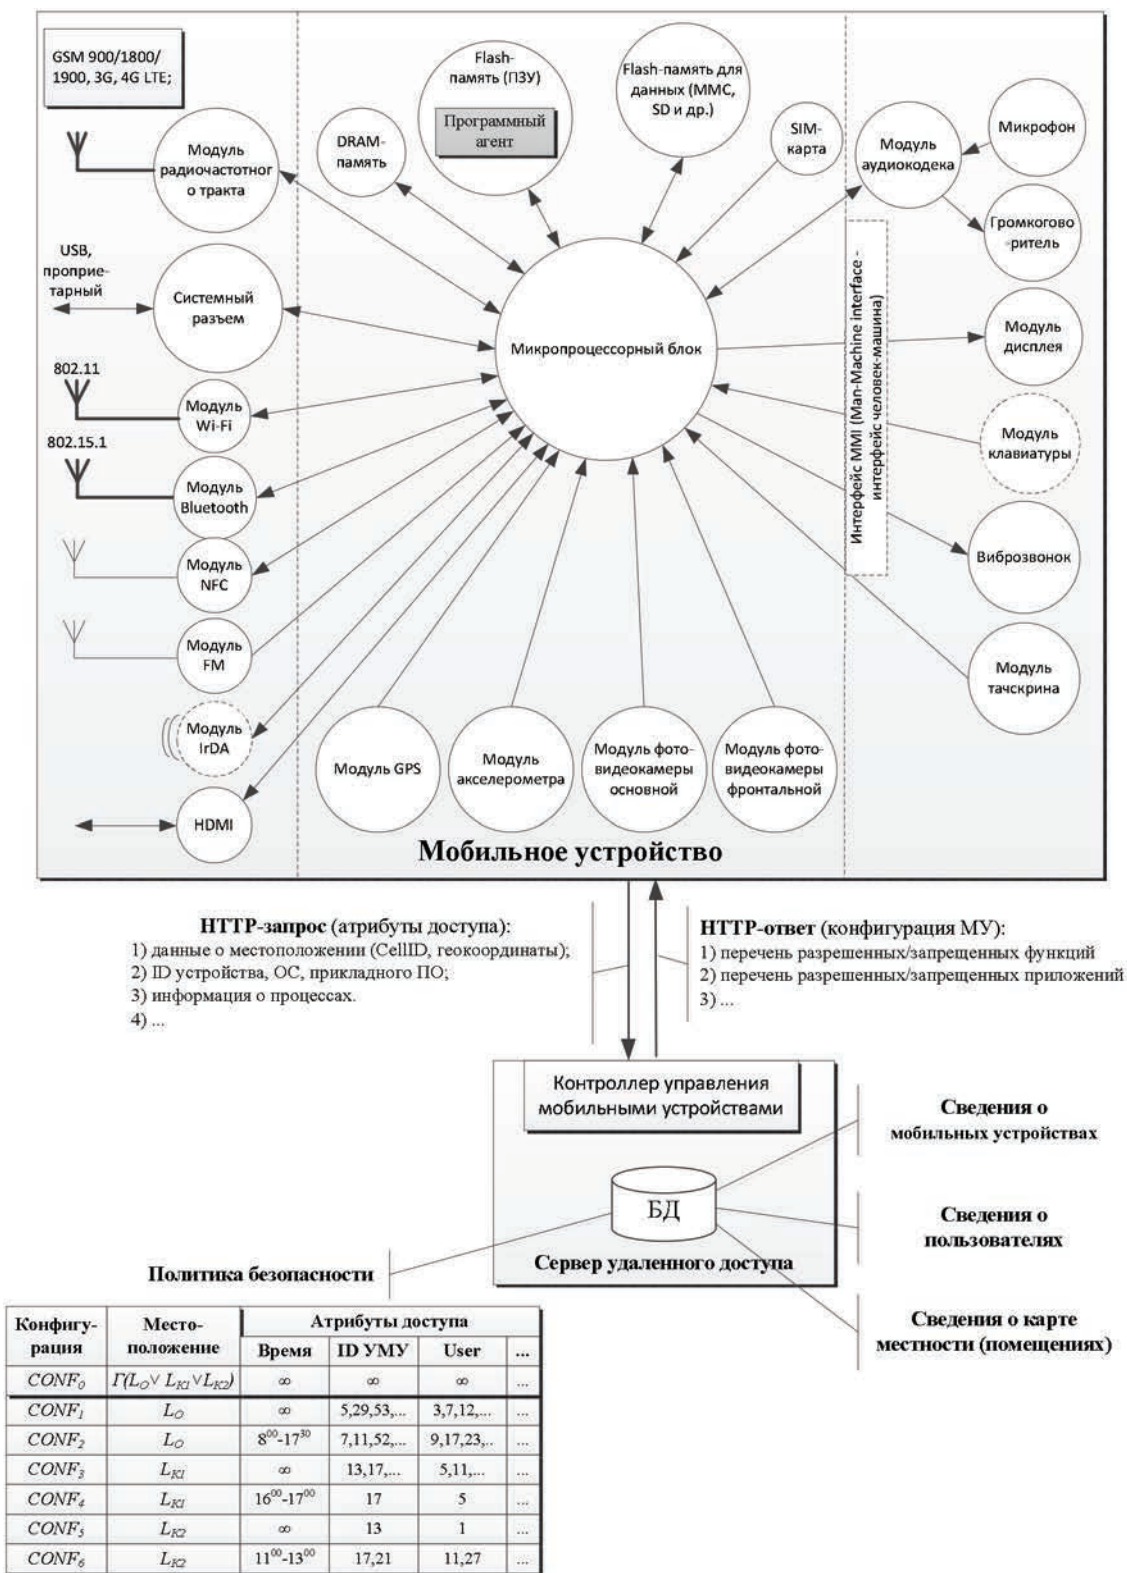 GSM 900/1800/
1900, 3G, 4G LTE;
Flash-
память (ПЗУ)
Программный
агент
Flash-память для
данных (MMC,
SD и др.)
DRAM-
память
SIM-
карта
Модуль
аудиокодека
Микрофон
Громкогово
-ритель
Модуль
радиочастотног
о тракта
USB,
проприе-
тарный
Системный
разъем
Микропроцессорный блок
Интерфейс MMI (Man-Machine interface -
интерфейс человек-машина)
Модуль
дисплея
802.11
Модуль
Wi-Fi
Модуль
клавиатуры
802.15.1
Модуль
Bluetooth
Виброзвонок
Модуль
NFC
Модуль
FM
Модуль
тачскрина
Модуль
IrDA
HDMI
Модуль GPS
Модуль
акселерометра
Модуль фото-
видеокамеры
основной
Модуль фото-
видеокамеры
фронтальной
Мобильное устройство
HTTP-запрос (атрибуты доступа):
1) данные о местоположении (CellID, геокоординаты);
2) ID устройства, ОС, прикладного ПО;
3) информация о процессах.
4) ...
HTTP-ответ (конфигурация МУ):
1) перечень разрешенных/запрещенных функций
2) перечень разрешенных/запрещенных приложений
3) ...
Контроллер управления
мобильными устройствами
БД
Сервер удаленного доступа
Сведения о
мобильных устройствах
Сведения о
пользователях
Сведения о карте
местности (помещениях)
Политика безопасности
Конфигу-
рация
Место-
положение
Атрибуты доступа
Время ID УМУ User ...
CONF₀ Г(L_O∨ L_K1∨L_K2) ∞ ∞ ∞ ...
CONF₁ L_O ∞ 5,29,53,... 3,7,12,... ...
CONF₂ L_O 8⁰⁰-17³⁰ 7,11,52,... 9,17,23,.. ...
CONF₃ L_K1 ∞ 13,17,... 5,11,... ...
CONF₄ L_K1 16⁰⁰-17⁰⁰ 17 5 ...
CONF₅ L_K2 ∞ 13 1 ...
CONF₆ L_K2 11⁰⁰-13⁰⁰ 17,21 11,27 ...